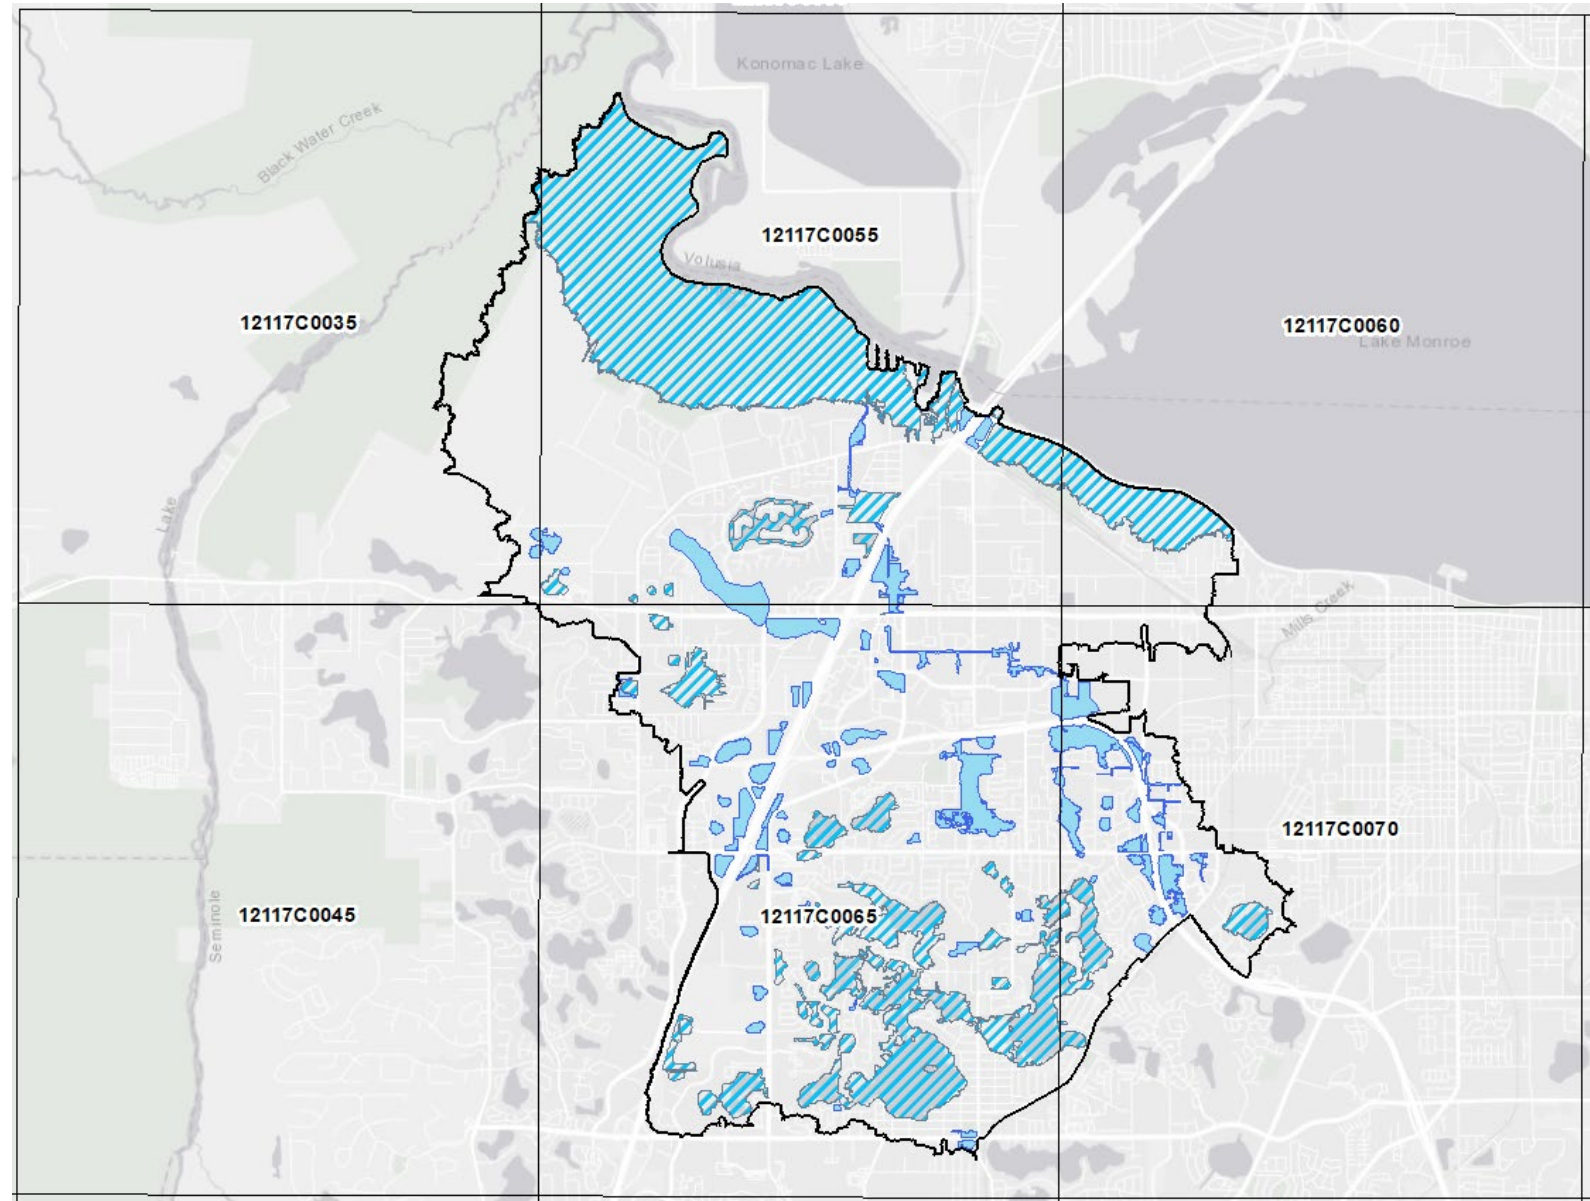 Konomac Lake
Black Water Creek
12117C0055
Volusia
12117C0035
12117C0060
Lake Monroe
Lake
Mills Creek
12117C0070
12117C0045
12117C0065
Seminole